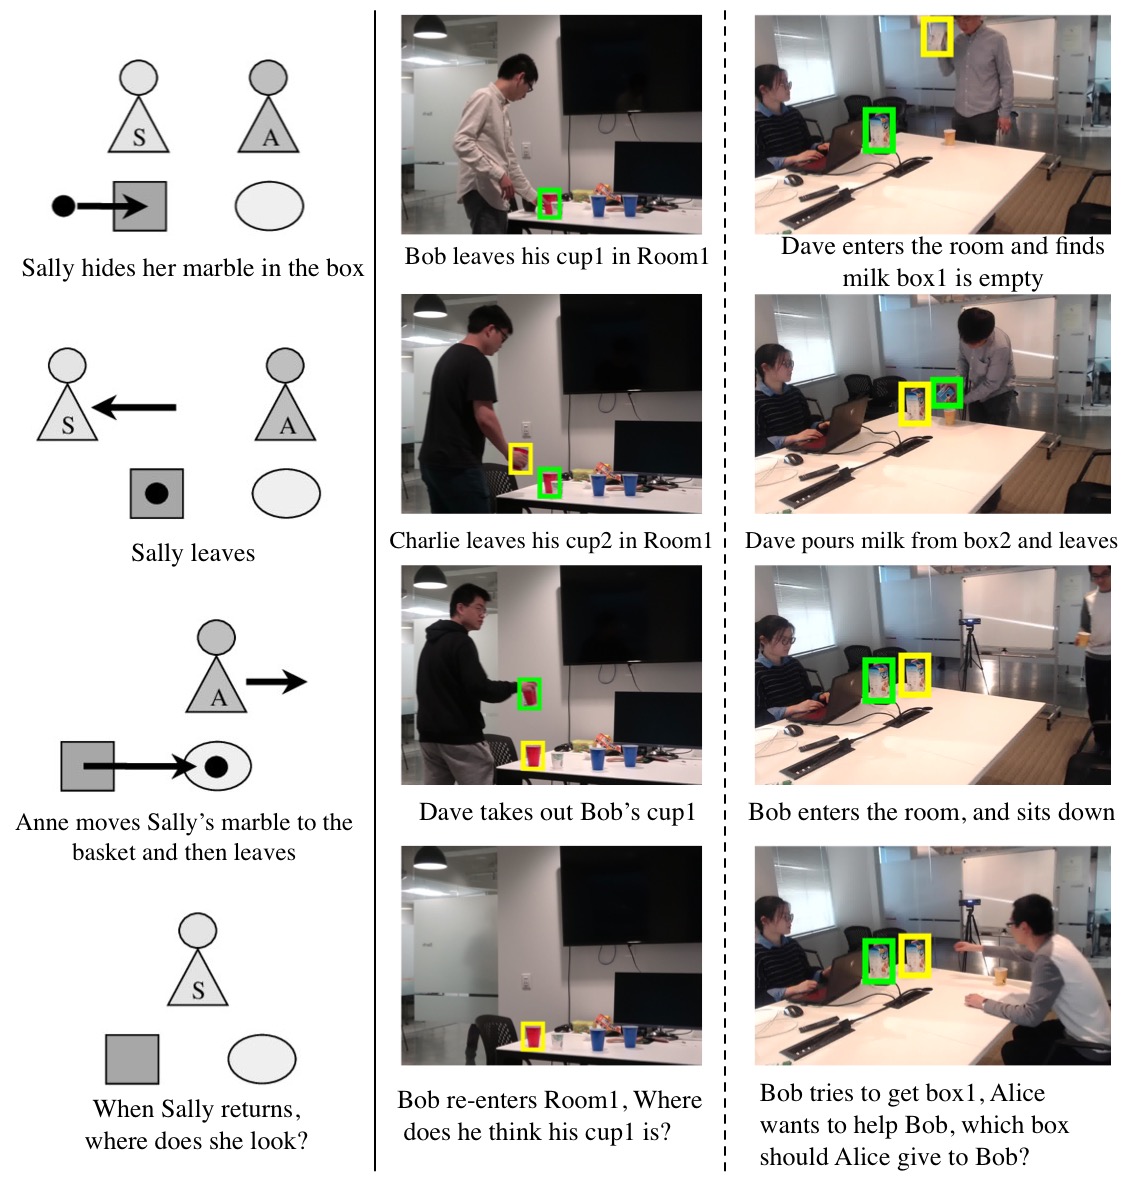 S
A
Sally hides her marble in the box
S
A
Sally leaves
A
Anne moves Sally's marble to the
basket and then leaves
S
When Sally returns,
where does she look?
Bob leaves his cup1 in Room1
Charlie leaves his cup2 in Room1
Dave takes out Bob's cup1
Bob re-enters Room1, Where
does he think his cup1 is?
Dave enters the room and finds
milk box1 is empty
Dave pours milk from box2 and leaves
Bob enters the room, and sits down
Bob tries to get box1, Alice
wants to help Bob, which box
should Alice give to Bob?